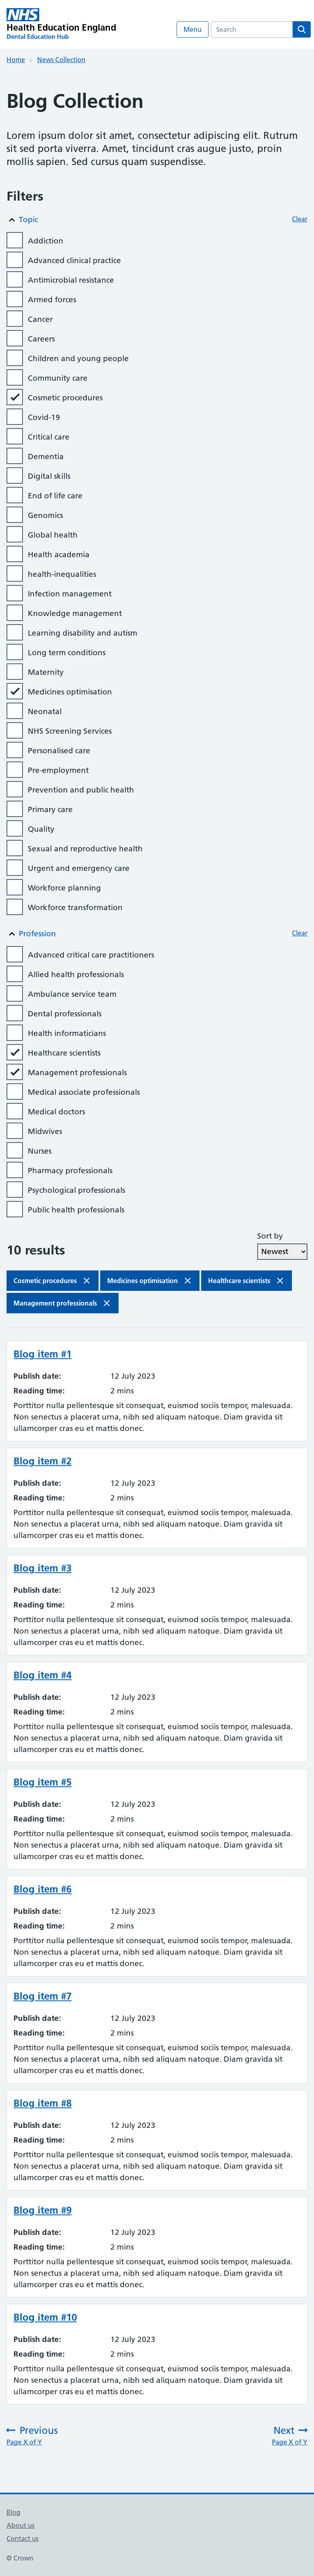 NHS
Health Education England
Dental Education Hub
Menu
Search
Home
News Collection
Blog Collection
Lorem ipsum dolor sit amet, consectetur adipiscing elit. Rutrum
sit sed orci porta viverra. Amet, tincidunt cras augue justo, proin
mollis sapien. Sed cursus quam suspendisse.
Filters
Topic
Clear
Addiction
Advanced clinical practice
Antimicrobial resistance
Armed forces
Cancer
Careers
Children and young people
Community care
Cosmetic procedures
Covid-19
Critical care
Dementia
Digital skills
End of life care
Genomics
Global health
Health academia
health-inequalities
Infection management
Knowledge management
Learning disability and autism
Long term conditions
Maternity
Medicines optimisation
Neonatal
NHS Screening Services
Personalised care
Pre-employment
Prevention and public health
Primary care
Quality
Sexual and reproductive health
Urgent and emergency care
Workforce planning
Workforce transformation
Profession
Clear
Advanced critical care practitioners
Allied health professionals
Ambulance service team
Dental professionals
Health informaticians
Healthcare scientists
Management professionals
Medical associate professionals
Medical doctors
Midwives
Nurses
Pharmacy professionals
Psychological professionals
Public health professionals
10 results
Sort by
Newest
Cosmetic procedures
Medicines optimisation
Healthcare scientists
Management professionals
Blog item #1
Publish date: 12 July 2023
Reading time: 2 mins
Porttitor nulla pellentesque sit consequat, euismod sociis tempor, malesuada.
Non senectus a placerat urna, nibh sed aliquam natoque. Diam gravida sit
ullamcorper cras eu et mattis donec.
Blog item #2
Publish date: 12 July 2023
Reading time: 2 mins
Porttitor nulla pellentesque sit consequat, euismod sociis tempor, malesuada.
Non senectus a placerat urna, nibh sed aliquam natoque. Diam gravida sit
ullamcorper cras eu et mattis donec.
Blog item #3
Publish date: 12 July 2023
Reading time: 2 mins
Porttitor nulla pellentesque sit consequat, euismod sociis tempor, malesuada.
Non senectus a placerat urna, nibh sed aliquam natoque. Diam gravida sit
ullamcorper cras eu et mattis donec.
Blog item #4
Publish date: 12 July 2023
Reading time: 2 mins
Porttitor nulla pellentesque sit consequat, euismod sociis tempor, malesuada.
Non senectus a placerat urna, nibh sed aliquam natoque. Diam gravida sit
ullamcorper cras eu et mattis donec.
Blog item #5
Publish date: 12 July 2023
Reading time: 2 mins
Porttitor nulla pellentesque sit consequat, euismod sociis tempor, malesuada.
Non senectus a placerat urna, nibh sed aliquam natoque. Diam gravida sit
ullamcorper cras eu et mattis donec.
Blog item #6
Publish date: 12 July 2023
Reading time: 2 mins
Porttitor nulla pellentesque sit consequat, euismod sociis tempor, malesuada.
Non senectus a placerat urna, nibh sed aliquam natoque. Diam gravida sit
ullamcorper cras eu et mattis donec.
Blog item #7
Publish date: 12 July 2023
Reading time: 2 mins
Porttitor nulla pellentesque sit consequat, euismod sociis tempor, malesuada.
Non senectus a placerat urna, nibh sed aliquam natoque. Diam gravida sit
ullamcorper cras eu et mattis donec.
Blog item #8
Publish date: 12 July 2023
Reading time: 2 mins
Porttitor nulla pellentesque sit consequat, euismod sociis tempor, malesuada.
Non senectus a placerat urna, nibh sed aliquam natoque. Diam gravida sit
ullamcorper cras eu et mattis donec.
Blog item #9
Publish date: 12 July 2023
Reading time: 2 mins
Porttitor nulla pellentesque sit consequat, euismod sociis tempor, malesuada.
Non senectus a placerat urna, nibh sed aliquam natoque. Diam gravida sit
ullamcorper cras eu et mattis donec.
Blog item #10
Publish date: 12 July 2023
Reading time: 2 mins
Porttitor nulla pellentesque sit consequat, euismod sociis tempor, malesuada.
Non senectus a placerat urna, nibh sed aliquam natoque. Diam gravida sit
ullamcorper cras eu et mattis donec.
Previous
Page X of Y
Next
Page X of Y
Blog
About us
Contact us
© Crown